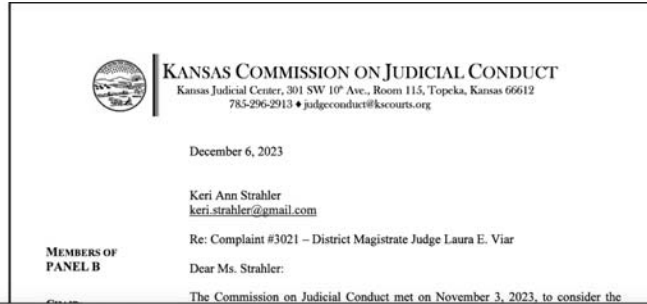 KANSAS COMMISSION ON JUDICIAL CONDUCT
Kansas Judicial Center, 301 SW 10th Ave., Room 115, Topeka, Kansas 66612
785-296-2913 ♦ judgeconduct@kscourts.org
December 6, 2023
Keri Ann Strahler
keri.strahler@gmail.com
Re: Complaint #3021 – District Magistrate Judge Laura E. Viar
MEMBERS OF
PANEL B
Dear Ms. Strahler:
The Commission on Judicial Conduct met on November 3, 2023, to consider the